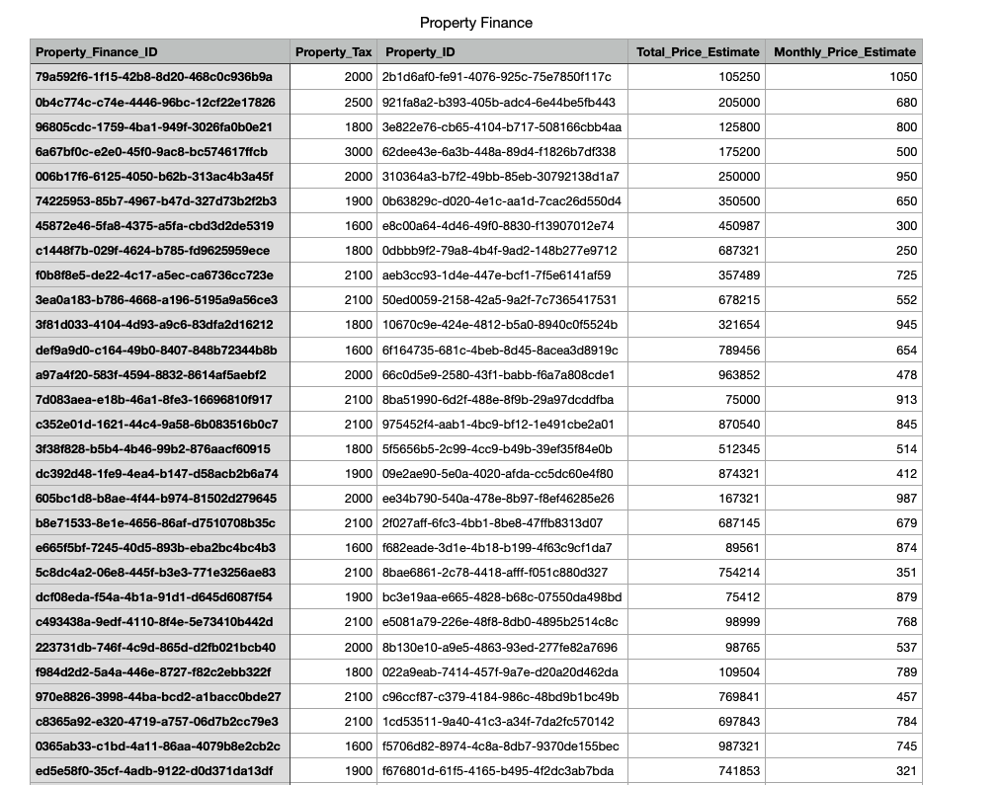 Property Finance
Property_Finance_ID Property_Tax Property_ID Total_Price_Estimate Monthly_Price_Estimate
79a592f6-1f15-42b8-8d20-468c0c936b9a 2000 2b1d6af0-fe91-4076-925c-75e7850f117c 105250 1050
0b4c774c-c74e-4446-96bc-12cf22e17826 2500 921fa8a2-b393-405b-adc4-6e44be5fb443 205000 680
96805cdc-1759-4ba1-949f-3026fa0b0e21 1800 3e822e76-cb65-4104-b717-508166cbb4aa 125800 800
6a67bf0c-e2e0-45f0-9ac8-bc574617ffcb 3000 62dee43e-6a3b-448a-89d4-f1826b7df338 175200 500
006b17f6-6125-4050-b62b-313ac4b3a45f 2000 310364a3-b7f2-49bb-85eb-30792138d1a7 250000 950
74225953-85b7-4967-b47d-327d73b2f2b3 1900 0b63829c-d020-4e1c-aa1d-7cac26d550d4 350500 650
45872e46-5fa8-4375-a5fa-cbd3d2de5319 1600 e8c00a64-4d46-49f0-8830-f13907012e74 450987 300
c1448f7b-029f-4624-b785-fd9625959ece 1800 0dbbb9f2-79a8-4b4f-9ad2-148b277e9712 687321 250
f0b8f8e5-de22-4c17-a5ec-ca6736cc723e 2100 aeb3cc93-1d4e-447e-bcf1-7f5e6141af59 357489 725
3ea0a183-b786-4668-a196-5195a9a56ce3 2100 50ed0059-2158-42a5-9a2f-7c7365417531 678215 552
3f81d033-4104-4d93-a9c6-83dfa2d16212 1800 10670c9e-424e-4812-b5a0-8940c0f5524b 321654 945
def9a9d0-c164-49b0-8407-848b72344b8b 1600 6f164735-681c-4beb-8d45-8acea3d8919c 789456 654
a97a4f20-583f-4594-8832-8614af5aebf2 2000 66c0d5e9-2580-43f1-babb-f6a7a808cde1 963852 478
7d083aea-e18b-46a1-8fe3-16696810f917 2100 8ba51990-6d2f-488e-8f9b-29a97dcddfba 75000 913
c352e01d-1621-44c4-9a58-6b083516b0c7 2100 975452f4-aab1-4bc9-bf12-1e491cbe2a01 870540 845
3f38f828-b5b4-4b46-99b2-876aacf60915 1800 5f5656b5-2c99-4cc9-b49b-39ef35f84e0b 512345 514
dc392d48-1fe9-4ea4-b147-d58acb2b6a74 1900 09e2ae90-5e0a-4020-afda-cc5dc60e4f80 874321 412
605bc1d8-b8ae-4f44-b974-81502d279645 2000 ee34b790-540a-478e-8b97-f8ef46285e26 167321 987
b8e71533-8e1e-4656-86af-d7510708b35c 2100 2f027aff-6fc3-4bb1-8be8-47ffb8313d07 687145 679
e665f5bf-7245-40d5-893b-eba2bc4bc4b3 1600 f682eade-3d1e-4b18-b199-4f63c9cf1da7 89561 874
5c8dc4a2-06e8-445f-b3e3-771e3256ae83 2100 8bae6861-2c78-4418-afff-f051c880d327 754214 351
dcf08eda-f54a-4b1a-91d1-d645d6087f54 1900 bc3e19aa-e665-4828-b68c-07550da498bd 75412 879
c493438a-9edf-4110-8f4e-5e73410b442d 2100 e5081a79-226e-48f8-8db0-4895b2514c8c 98999 768
223731db-746f-4c9d-865d-d2fb021bcb40 2000 8b130e10-a9e5-4863-93ed-277fe82a7696 98765 537
f984d2d2-5a4a-446e-8727-f82c2ebb322f 1800 022a9eab-7414-457f-9a7e-d20a20d462da 109504 789
970e8826-3998-44ba-bcd2-a1bacc0bde27 2100 c96ccf87-c379-4184-986c-48bd9b1bc49b 769841 457
c8365a92-e320-4719-a757-06d7b2cc79e3 2100 1cd53511-9a40-41c3-a34f-7da2fc570142 697843 784
0365ab33-c1bd-4a11-86aa-4079b8e2cb2c 1600 f5706d82-8974-4c8a-8db7-9370de155bec 987321 745
ed5e58f0-35cf-4adb-9122-d0d371da13df 1900 f676801d-61f5-4165-b495-4f2dc3ab7bda 741853 321